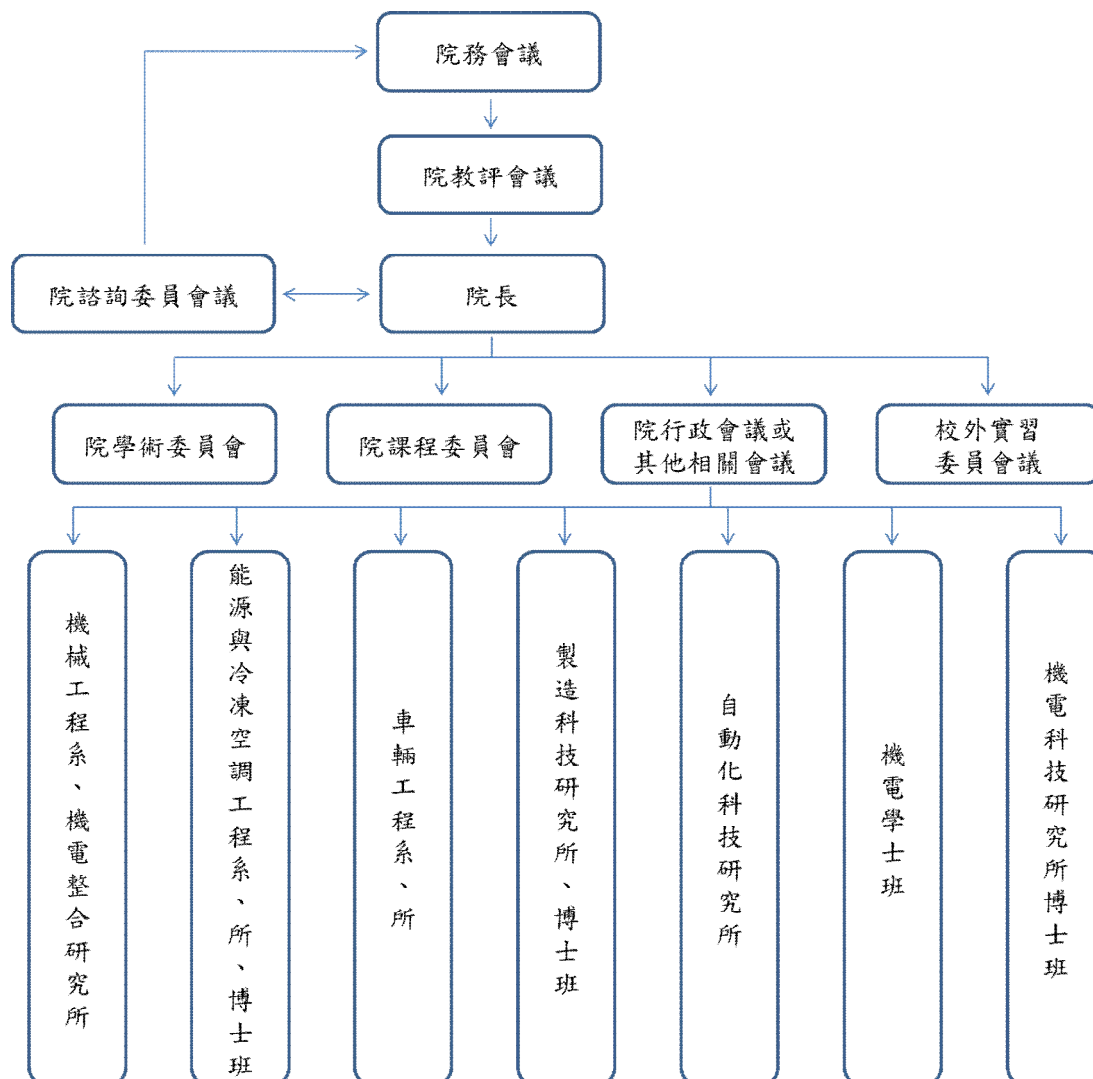 院務會議
院教評會議
院諮詢委員會議
院長
院學術委員會
院課程委員會
院行政會議或
其他相關會議
校外實習
委員會議
機械工程系、機電整合研究所
能源與冷凍空調工程系、所、博士班
車輛工程系、所
製造科技研究所、博士班
自動化科技研究所
機電學士班
機電科技研究所博士班